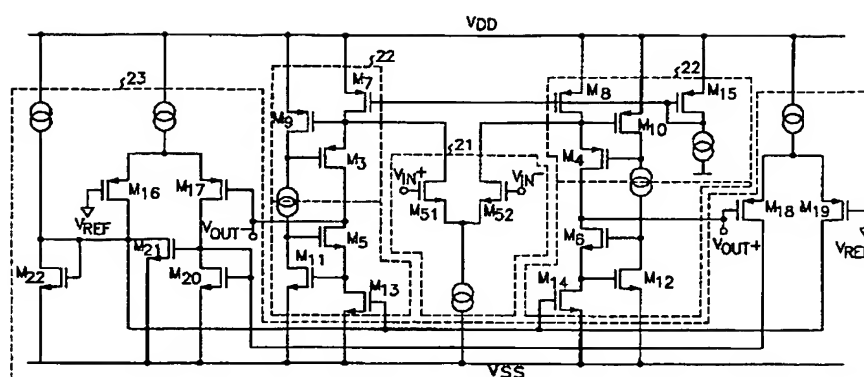 VDD
23
22
22
M7
M8
M15
M9
M10
M3
M4
21
VIN+
VIN-
M16
M17
M51
M52
M18
M19
VREF
VOUT-
VOUT+
VREF
M21
M5
M6
M22
M20
M11
M13
M14
M12
VSS